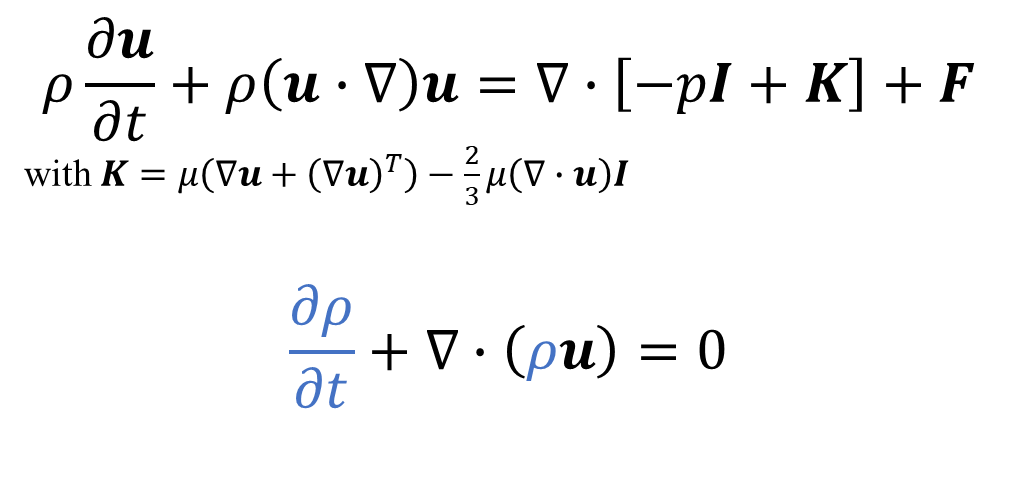 ρ ∂𝒖/∂t + ρ(𝒖 · ∇)𝒖 = ∇ · [−p𝑰 + 𝑲] + 𝑭
with 𝑲 = μ(∇𝒖 + (∇𝒖)ᵀ) − 2/3 μ(∇ · 𝒖)𝑰
∂ρ/∂t + ∇ · (ρ𝒖) = 0